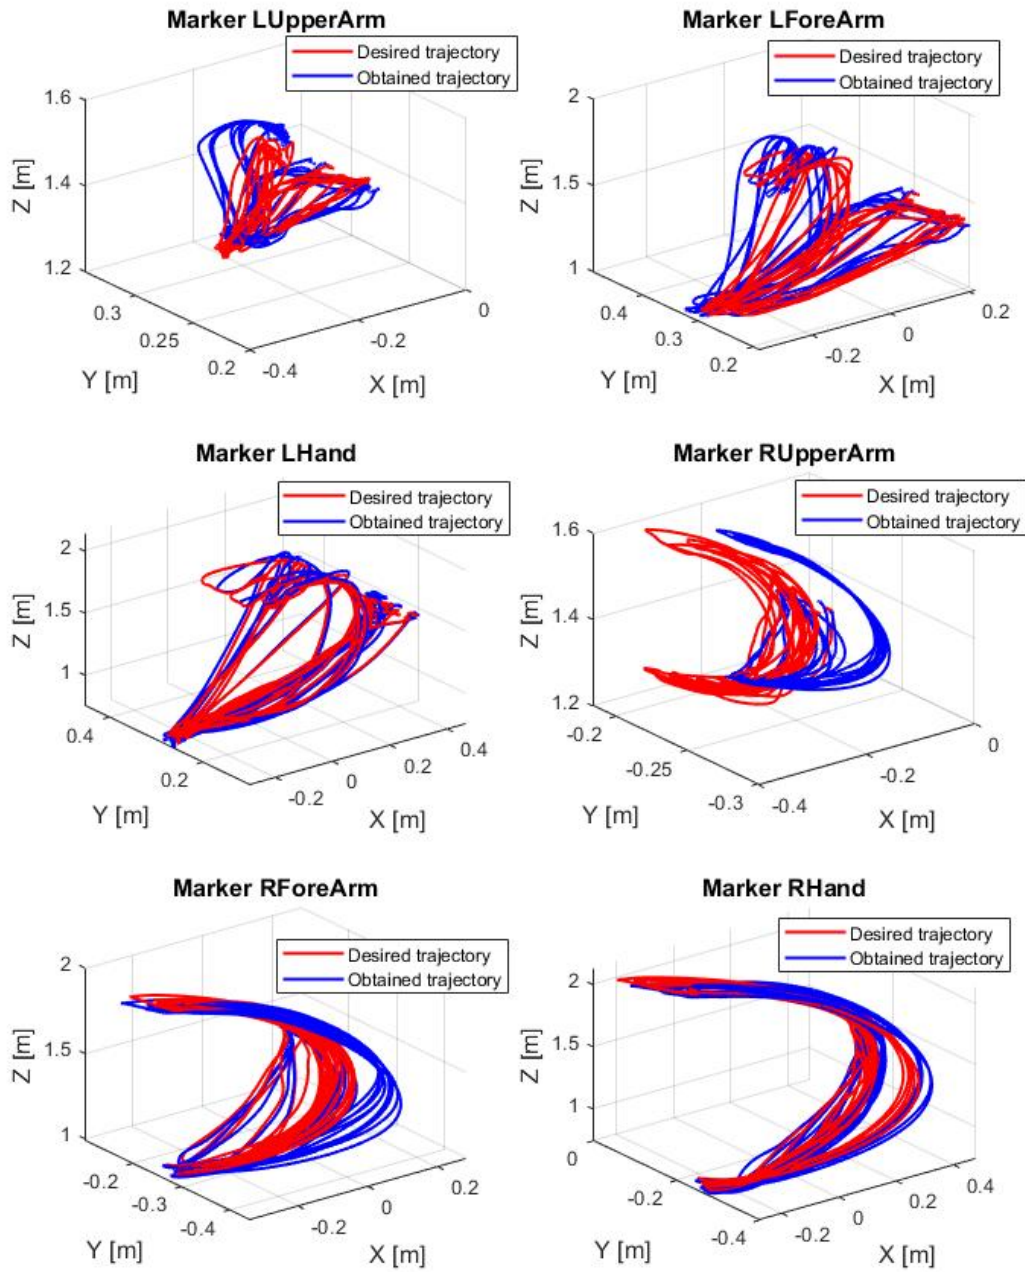 Marker LUpperArm
Desired trajectory
Obtained trajectory
1.6
1.4
1.2
Z [m]
0.3
0.25
0.2
Y [m]
-0.4
-0.2
0
X [m]
Marker LForeArm
Desired trajectory
Obtained trajectory
2
1.5
1
Z [m]
0.4
0.3
0.2
Y [m]
-0.2
0
0.2
X [m]
Marker LHand
Desired trajectory
Obtained trajectory
2
1.5
1
Z [m]
0.4
0.2
Y [m]
-0.2
0
0.2
0.4
X [m]
Marker RUpperArm
Desired trajectory
Obtained trajectory
1.6
1.4
1.2
Z [m]
-0.2
-0.25
-0.3
Y [m]
-0.4
-0.2
0
X [m]
Marker RForeArm
Desired trajectory
Obtained trajectory
2
1.5
1
Z [m]
-0.2
-0.3
-0.4
Y [m]
-0.2
0
0.2
X [m]
Marker RHand
Desired trajectory
Obtained trajectory
2
1.5
1
Z [m]
0
-0.2
-0.4
Y [m]
-0.2
0
0.2
0.4
X [m]